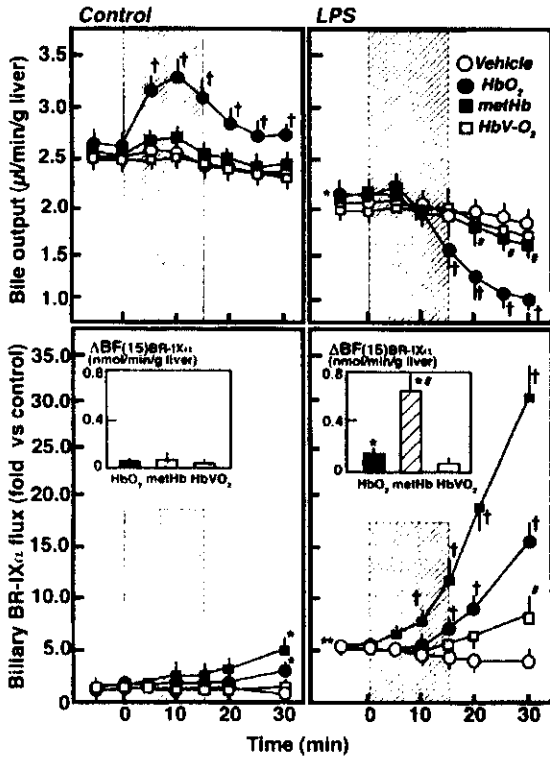 Control
LPS
Bile output (μl/min/g liver)
3.5
3.0
2.5
2.0
1.5
1.0
† † † † † †
Vehicle
HbO2
metHb
HbV-O2
*
# # #
† † † †
Biliary BR-IXα flux (fold vs control)
35.0
30.0
25.0
20.0
15.0
10.0
5.0
0
ΔBF(15)BR-IXα
(nmol/min/g liver)
0.8
0.4
0
HbO2 metHb HbVO2
* *
ΔBF(15)BR-IXα
(nmol/min/g liver)
0.8
0.4
0
* *#
HbO2 metHb HbVO2
**
† † † †
† † †
#
0 10 20 30
0 10 20 30
Time (min)